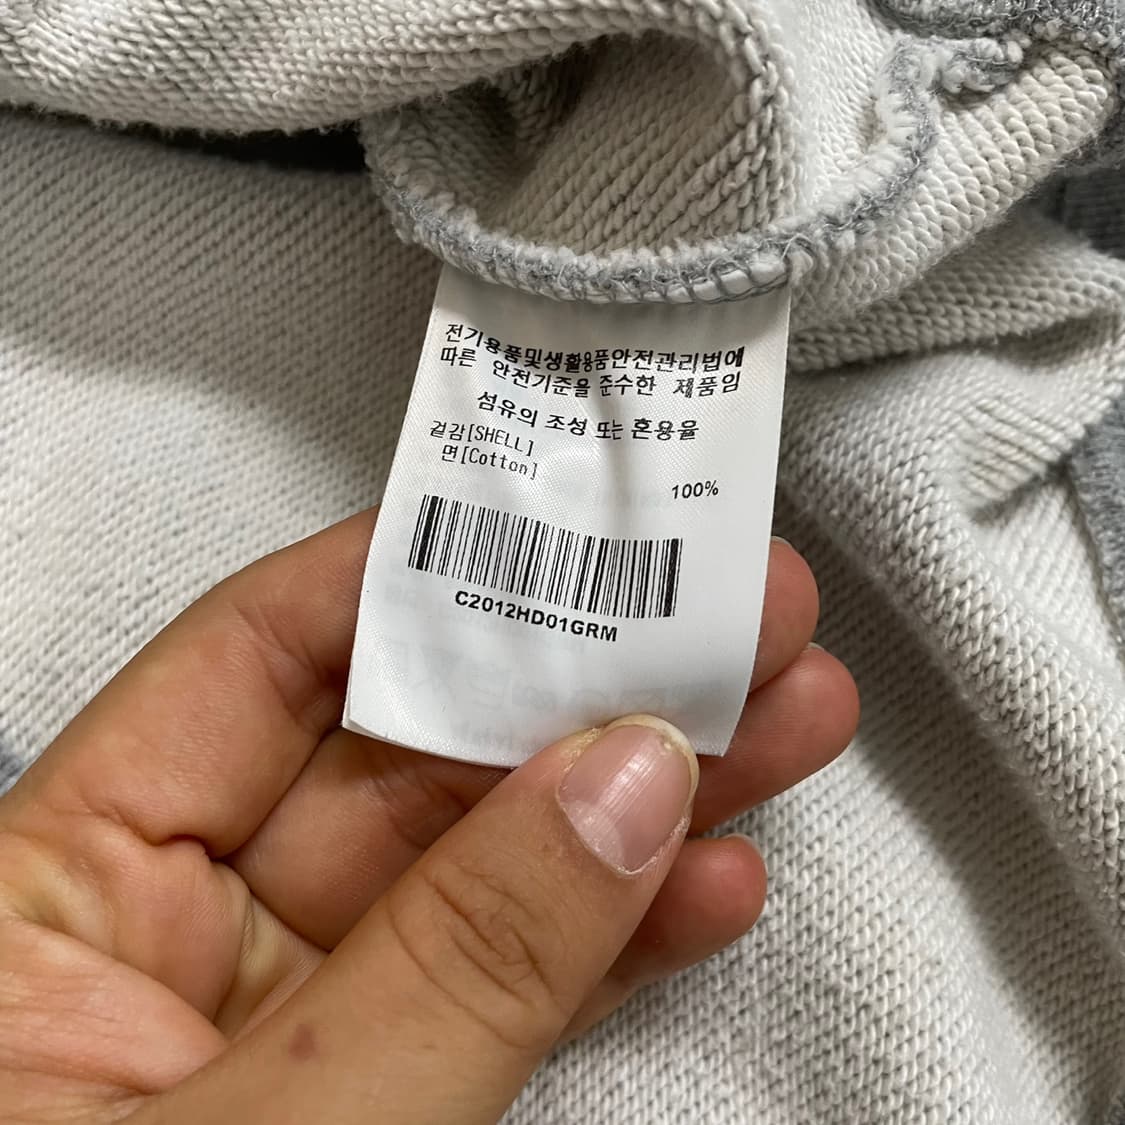 전기용품및생활용품안전관리법에
따른 안전기준을 준수한 제품임
섬유의 조성 또는 혼용율
겉감[SHELL]
면[Cotton]
100%
C2012HD01GRM